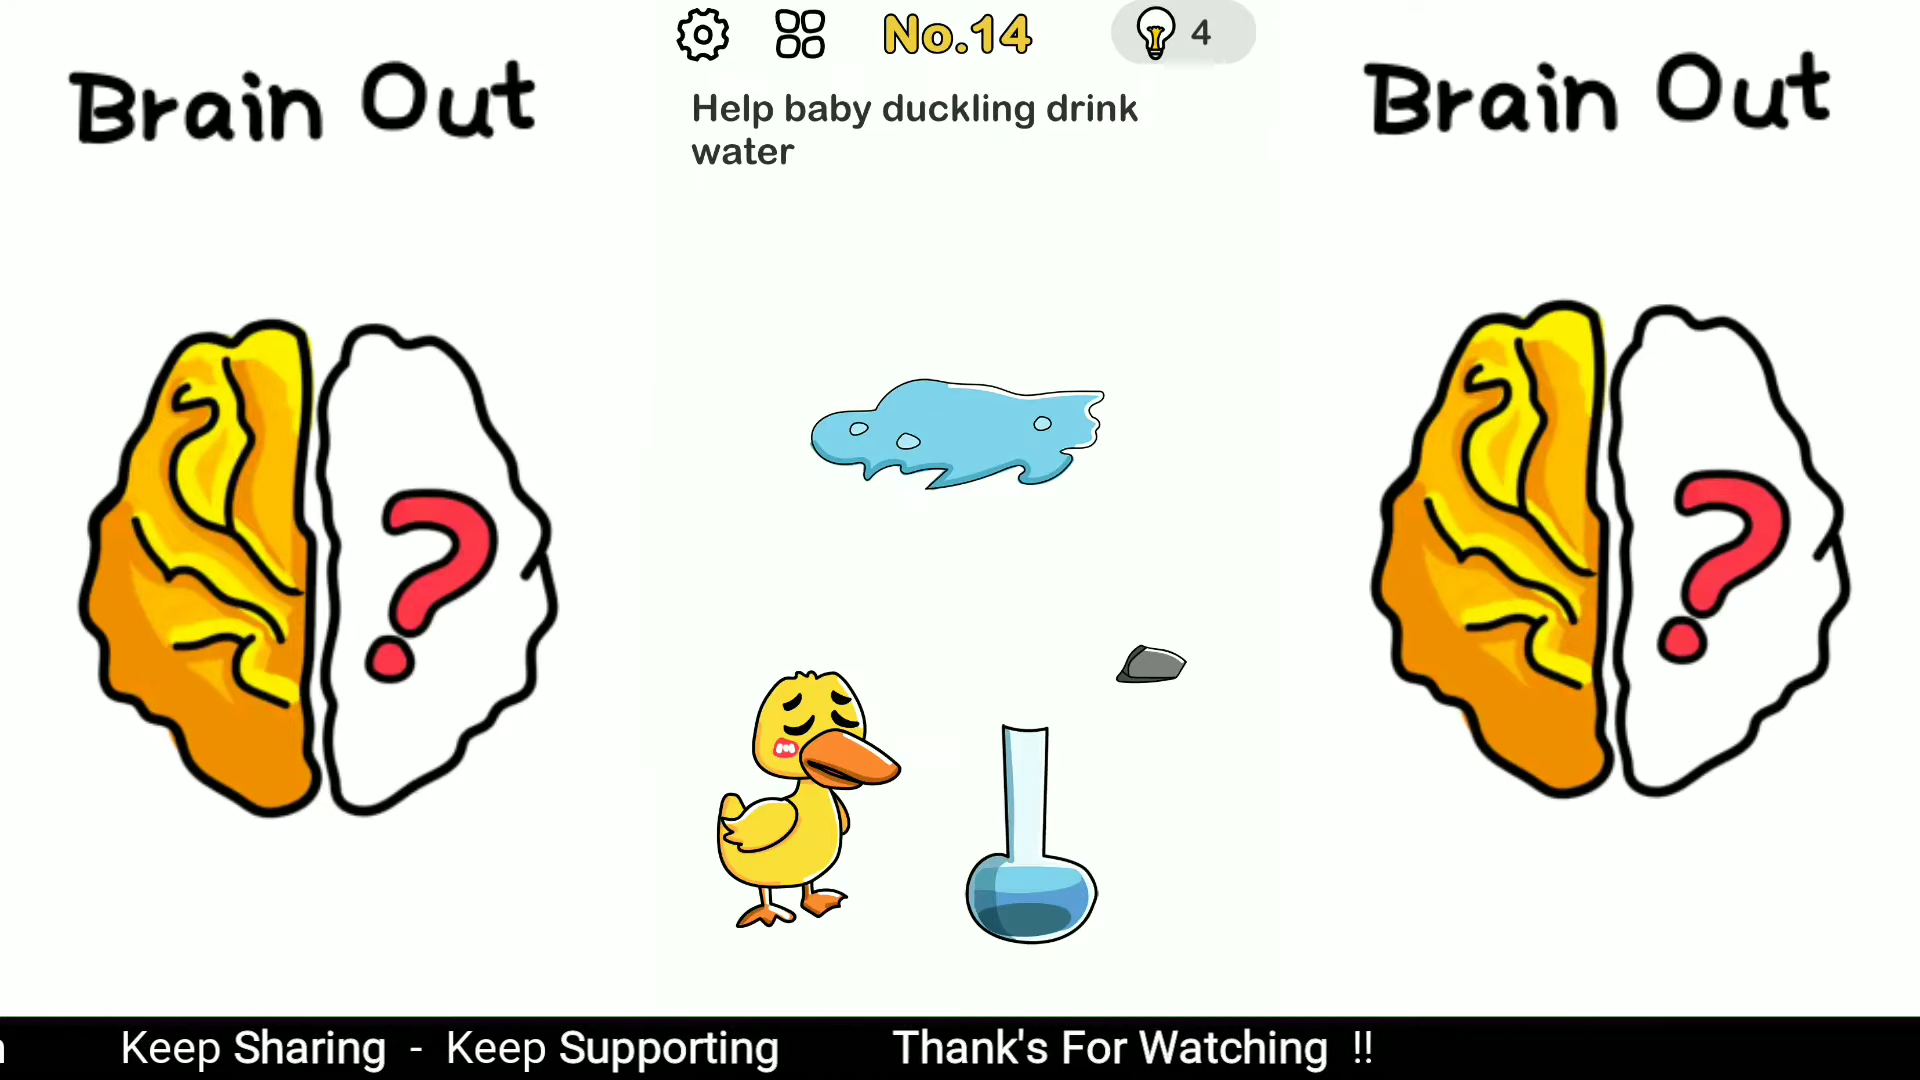 Brain Out
No.14
4
Help baby duckling drink
water
Brain Out
Keep Sharing - Keep Supporting Thank's For Watching !!